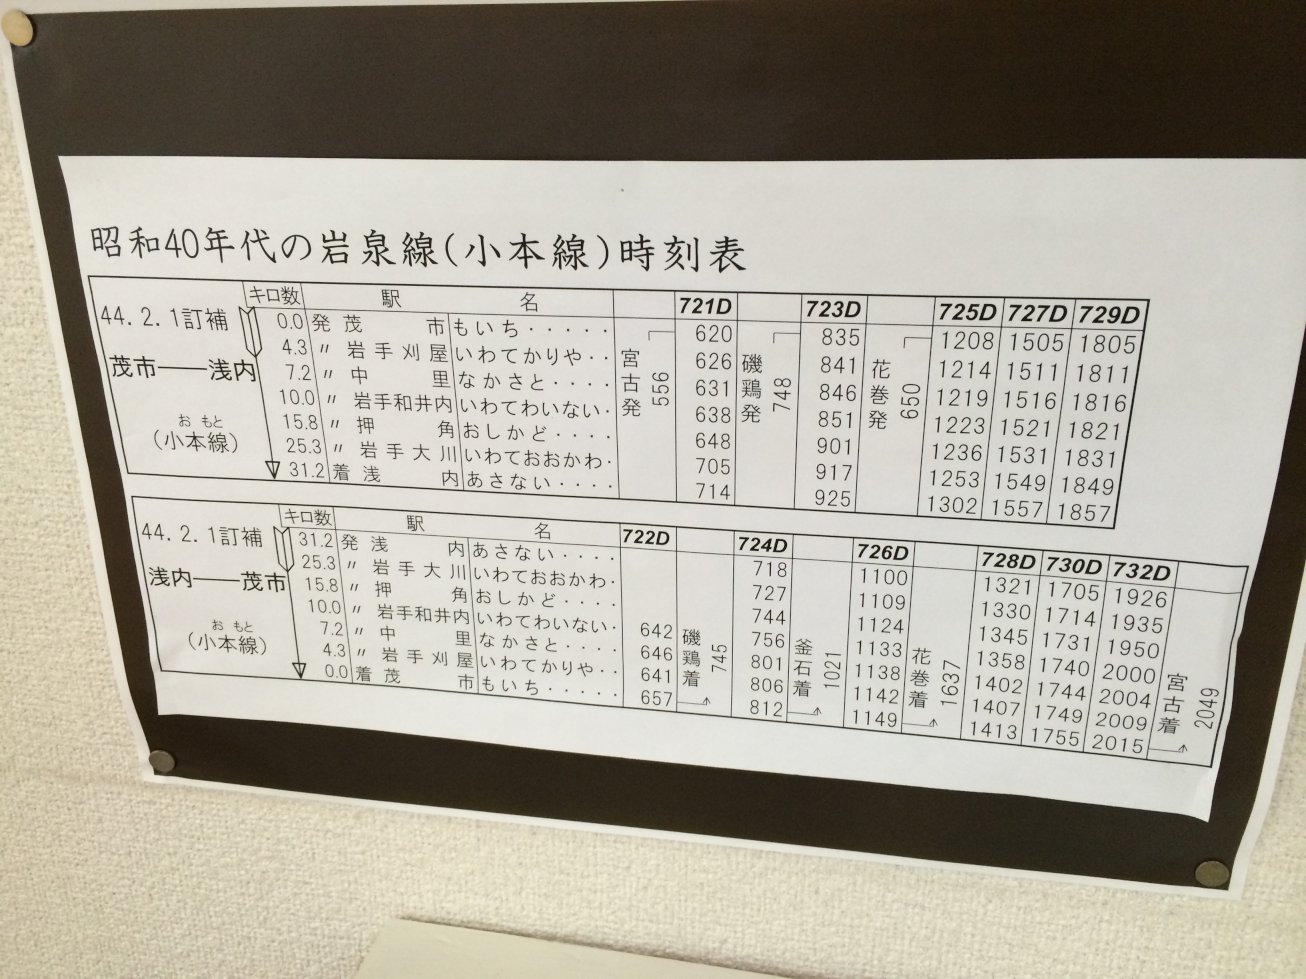 昭和40年代の岩泉線(小本線)時刻表
44.2.1訂補 キロ数 駅名 721D 723D 725D 727D 729D
茂市――浅内
おもと
(小本線)
宮古発 556 磯鶏発 748 花巻発 650
0.0 発 茂市 もいち・・・・・ 620 835 1208 1505 1805
4.3 〃 岩手刈屋 いわてかりや・・ 626 841 1214 1511 1811
7.2 〃 中里 なかさと・・・・ 631 846 1219 1516 1816
10.0 〃 岩手和井内 いわてわいない・ 638 851 1223 1521 1821
15.8 〃 押角 おしかど・・・・ 648 901 1236 1531 1831
25.3 〃 岩手大川 いわておおかわ・ 705 917 1253 1549 1849
31.2 着 浅内 あさない・・・・ 714 925 1302 1557 1857
44.2.1訂補 キロ数 駅名 722D 724D 726D 728D 730D 732D
浅内――茂市
おもと
(小本線)
31.2 発 浅内 あさない・・・・ 718 1100 1321 1705 1926
25.3 〃 岩手大川 いわておおかわ・ 727 1109 1330 1714 1935
15.8 〃 押角 おしかど・・・・ 744 1124 1345 1731 1950
10.0 〃 岩手和井内 いわてわいない・ 642 756 1133 1358 1740 2000
7.2 〃 中里 なかさと・・・・ 646 801 1138 1402 1744 2004
4.3 〃 岩手刈屋 いわてかりや・・ 641 806 1142 1407 1749 2009
0.0 着 茂市 もいち・・・・・ 657 812 1149 1413 1755 2015
磯鶏着 745 釜石着 1021 花巻着 1637 宮古着 2049